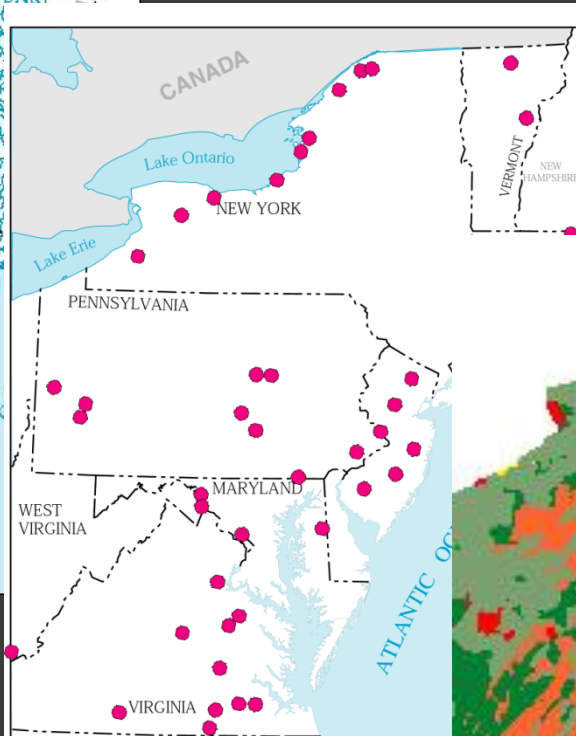 CANADA
Lake Ontario
VERMONT
NEW
HAMPSHIRE
NEW YORK
Lake Erie
PENNSYLVANIA
MARYLAND
WEST
VIRGINIA
ATLANTIC
VIRGINIA